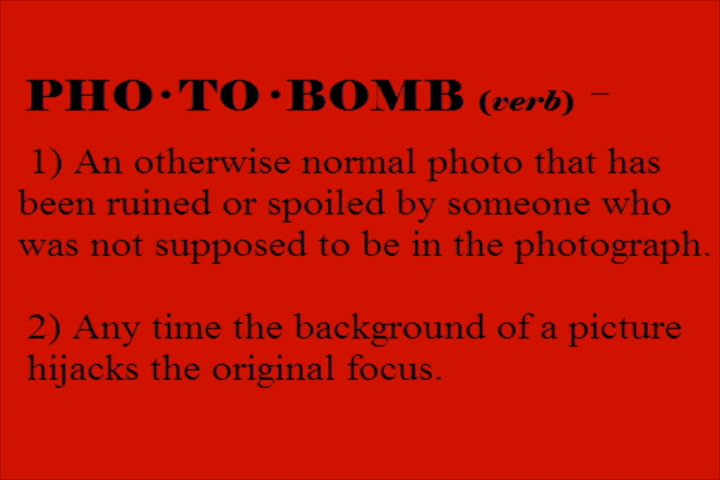 PHO·TO·BOMB (verb) –
1) An otherwise normal photo that has
been ruined or spoiled by someone who
was not supposed to be in the photograph.
2) Any time the background of a picture
hijacks the original focus.